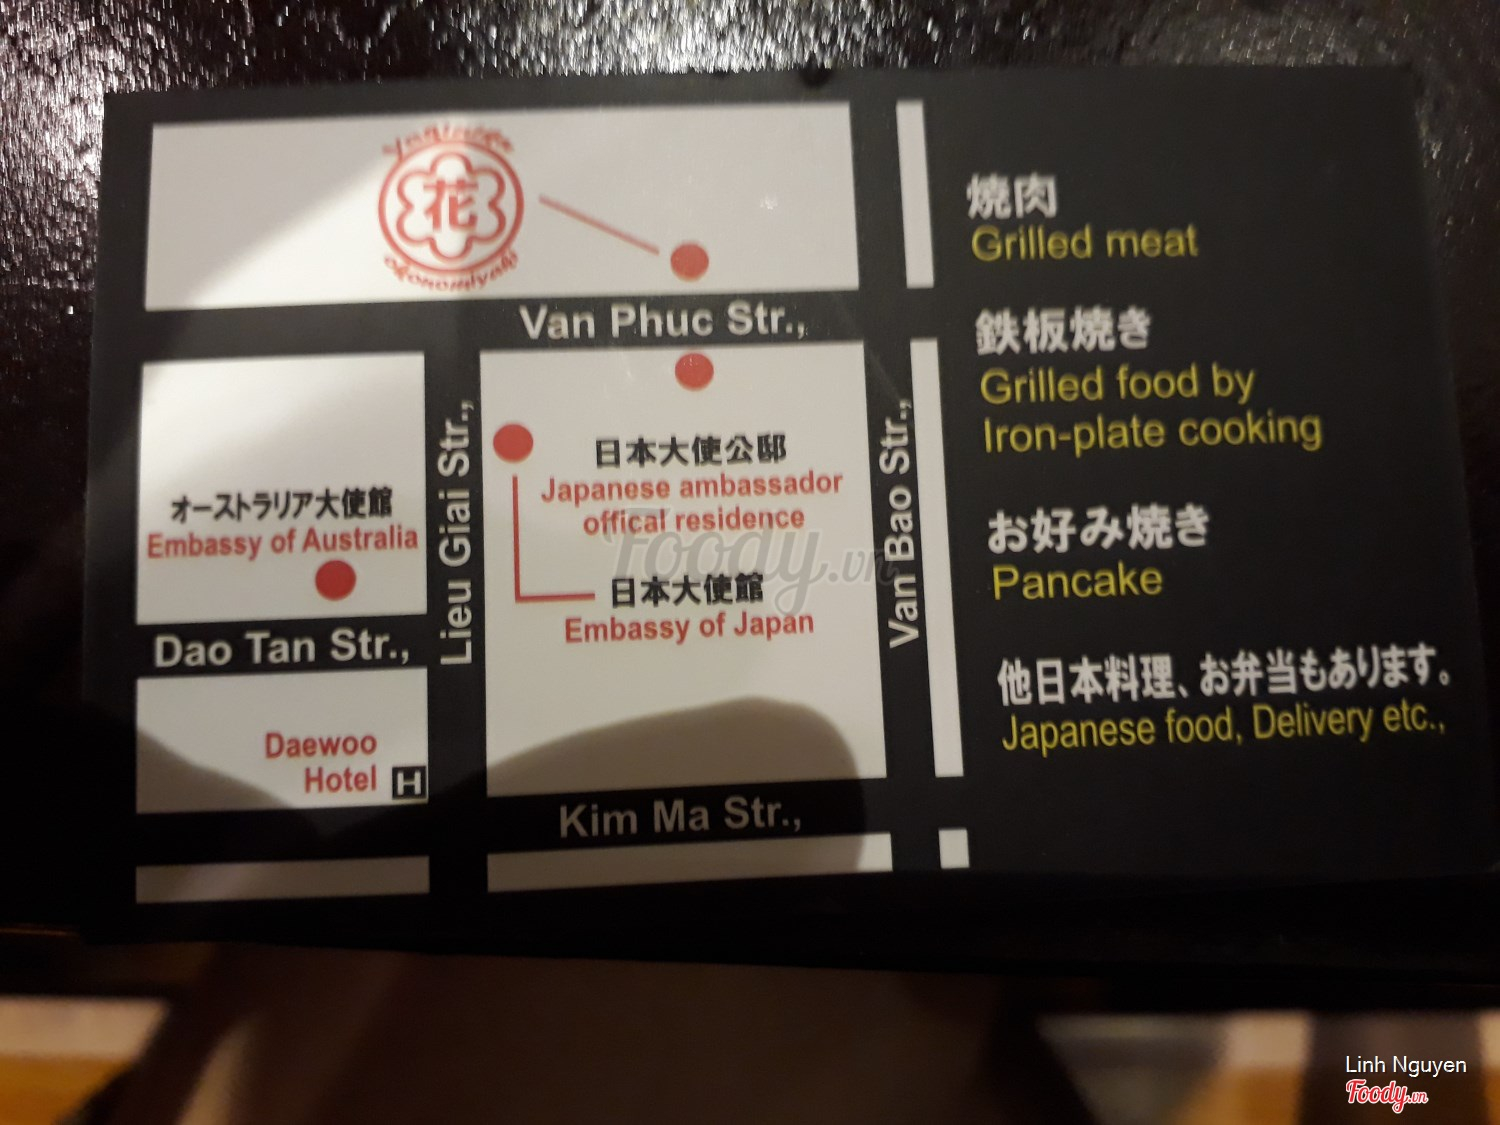 花
okonomiyaki
Van Phuc Str.,
オーストラリア大使館
Embassy of Australia
Dao Tan Str.,
Daewoo
Hotel
H
Lieu Giai Str.,
日本大使公邸
Japanese ambassador
offical residence
日本大使館
Embassy of Japan
Kim Ma Str.,
Van Bao Str.,
焼肉
Grilled meat
鉄板焼き
Grilled food by
Iron-plate cooking
お好み焼き
Pancake
他日本料理、お弁当もあります。
Japanese food, Delivery etc.,
Foody.vn
Linh Nguyen
Foody.vn